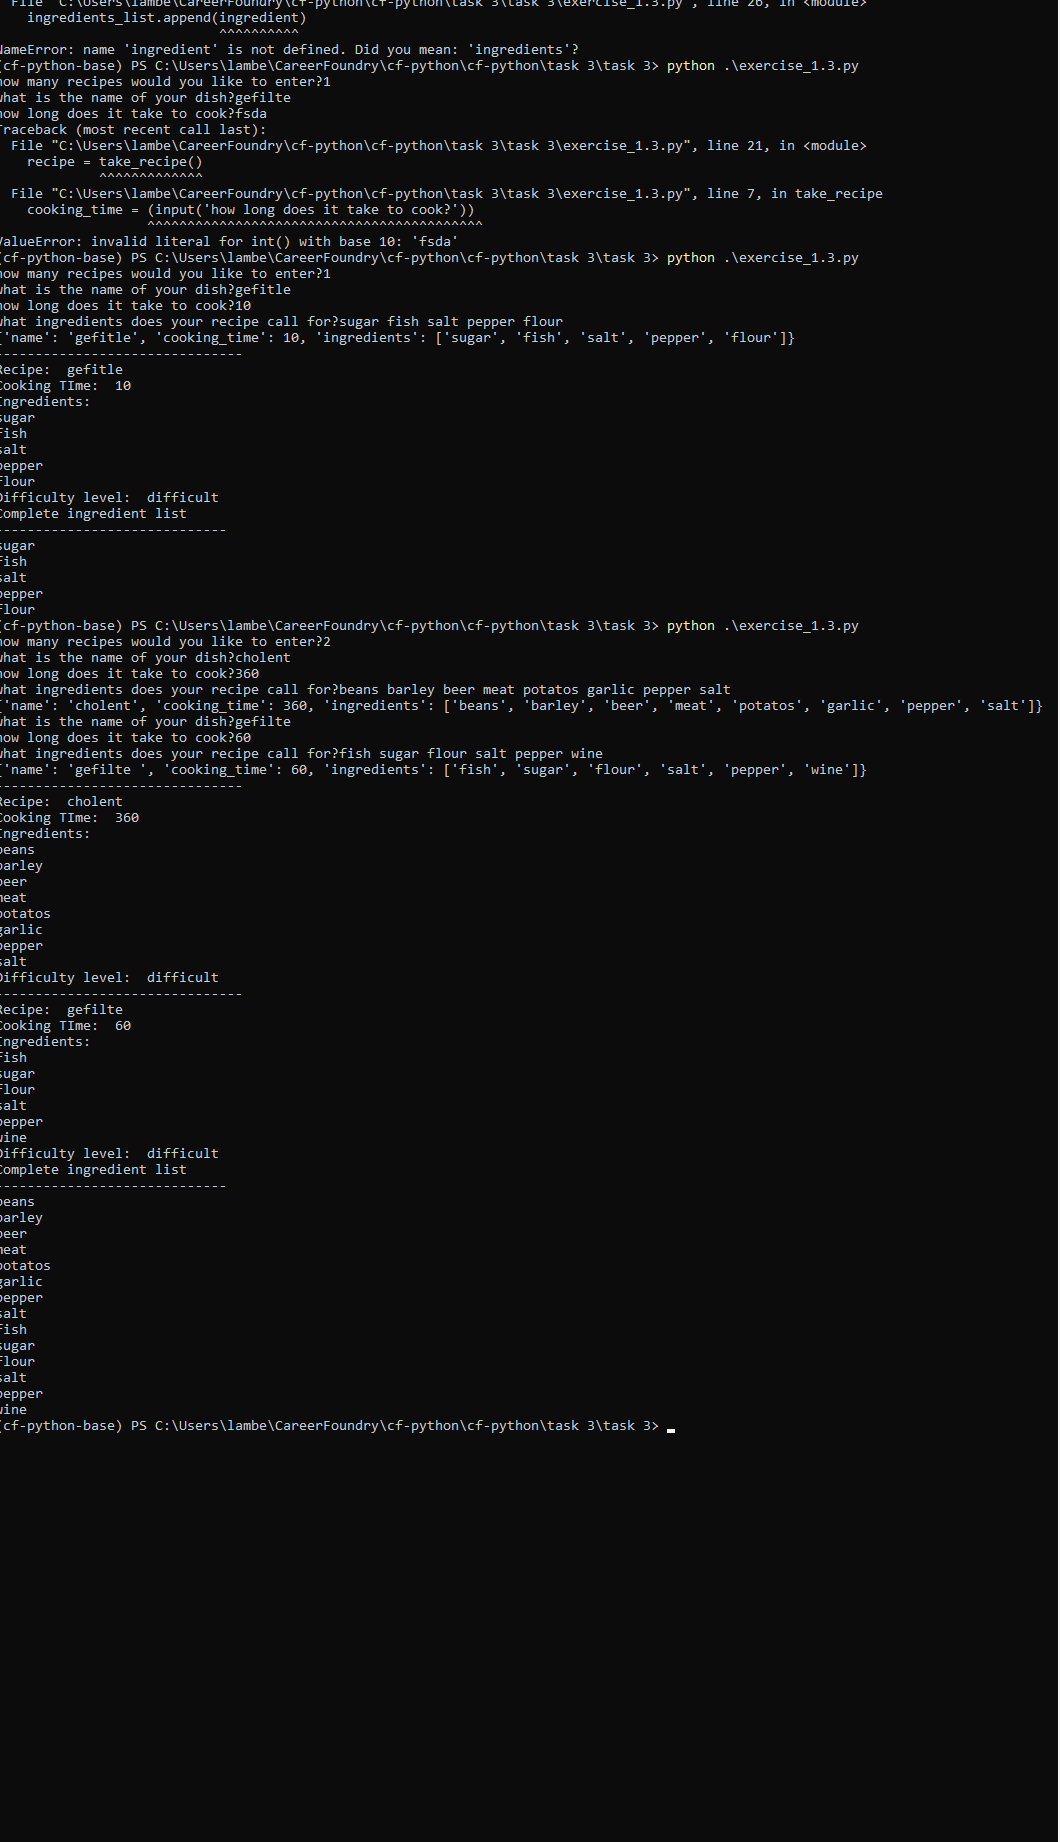 File "C:\Users\lambe\CareerFoundry\cf-python\cf-python\task 3\task 3\exercise_1.3.py", line 26, in <module>
ingredients_list.append(ingredient)
^^^^^^^^^^
NameError: name 'ingredient' is not defined. Did you mean: 'ingredients'?
(cf-python-base) PS C:\Users\lambe\CareerFoundry\cf-python\cf-python\task 3\task 3> python .\exercise_1.3.py
how many recipes would you like to enter?1
what is the name of your dish?gefilte
how long does it take to cook?fsda
Traceback (most recent call last):
File "C:\Users\lambe\CareerFoundry\cf-python\cf-python\task 3\task 3\exercise_1.3.py", line 21, in <module>
recipe = take_recipe()
^^^^^^^^^^^^^
File "C:\Users\lambe\CareerFoundry\cf-python\cf-python\task 3\task 3\exercise_1.3.py", line 7, in take_recipe
cooking_time = (input('how long does it take to cook?'))
^^^^^^^^^^^^^^^^^^^^^^^^^^^^^^^^^^^^^^^^^^
ValueError: invalid literal for int() with base 10: 'fsda'
(cf-python-base) PS C:\Users\lambe\CareerFoundry\cf-python\cf-python\task 3\task 3> python .\exercise_1.3.py
how many recipes would you like to enter?1
what is the name of your dish?gefitle
how long does it take to cook?10
what ingredients does your recipe call for?sugar fish salt pepper flour
{'name': 'gefitle', 'cooking_time': 10, 'ingredients': ['sugar', 'fish', 'salt', 'pepper', 'flour']}
-------------------------------
Recipe:  gefitle
Cooking TIme:  10
Ingredients:
sugar
fish
salt
pepper
flour
Difficulty level:  difficult
Complete ingredient list
-----------------------------
sugar
fish
salt
pepper
flour
(cf-python-base) PS C:\Users\lambe\CareerFoundry\cf-python\cf-python\task 3\task 3> python .\exercise_1.3.py
how many recipes would you like to enter?2
what is the name of your dish?cholent
how long does it take to cook?360
what ingredients does your recipe call for?beans barley beer meat potatos garlic pepper salt
{'name': 'cholent', 'cooking_time': 360, 'ingredients': ['beans', 'barley', 'beer', 'meat', 'potatos', 'garlic', 'pepper', 'salt']}
what is the name of your dish?gefilte
how long does it take to cook?60
what ingredients does your recipe call for?fish sugar flour salt pepper wine
{'name': 'gefilte ', 'cooking_time': 60, 'ingredients': ['fish', 'sugar', 'flour', 'salt', 'pepper', 'wine']}
-------------------------------
Recipe:  cholent
Cooking TIme:  360
Ingredients:
beans
barley
beer
meat
potatos
garlic
pepper
salt
Difficulty level:  difficult
-------------------------------
Recipe:  gefilte
Cooking TIme:  60
Ingredients:
fish
sugar
flour
salt
pepper
wine
Difficulty level:  difficult
Complete ingredient list
-----------------------------
beans
barley
beer
meat
potatos
garlic
pepper
salt
fish
sugar
flour
salt
pepper
wine
(cf-python-base) PS C:\Users\lambe\CareerFoundry\cf-python\cf-python\task 3\task 3>